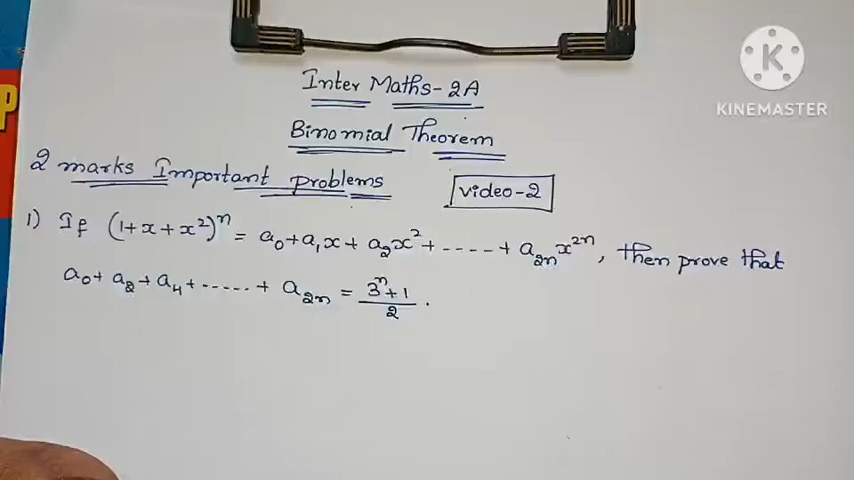 Inter Maths-2A
Binomial Theorem
2 marks Important problems
video-2
1) If (1+x+x²)ⁿ = a₀+a₁x+a₂x²+-----+a₂ₙx²ⁿ, then prove that
a₀+a₂+a₄+------+a₂ₙ = (3ⁿ+1)/2.
K
KINEMASTER
P